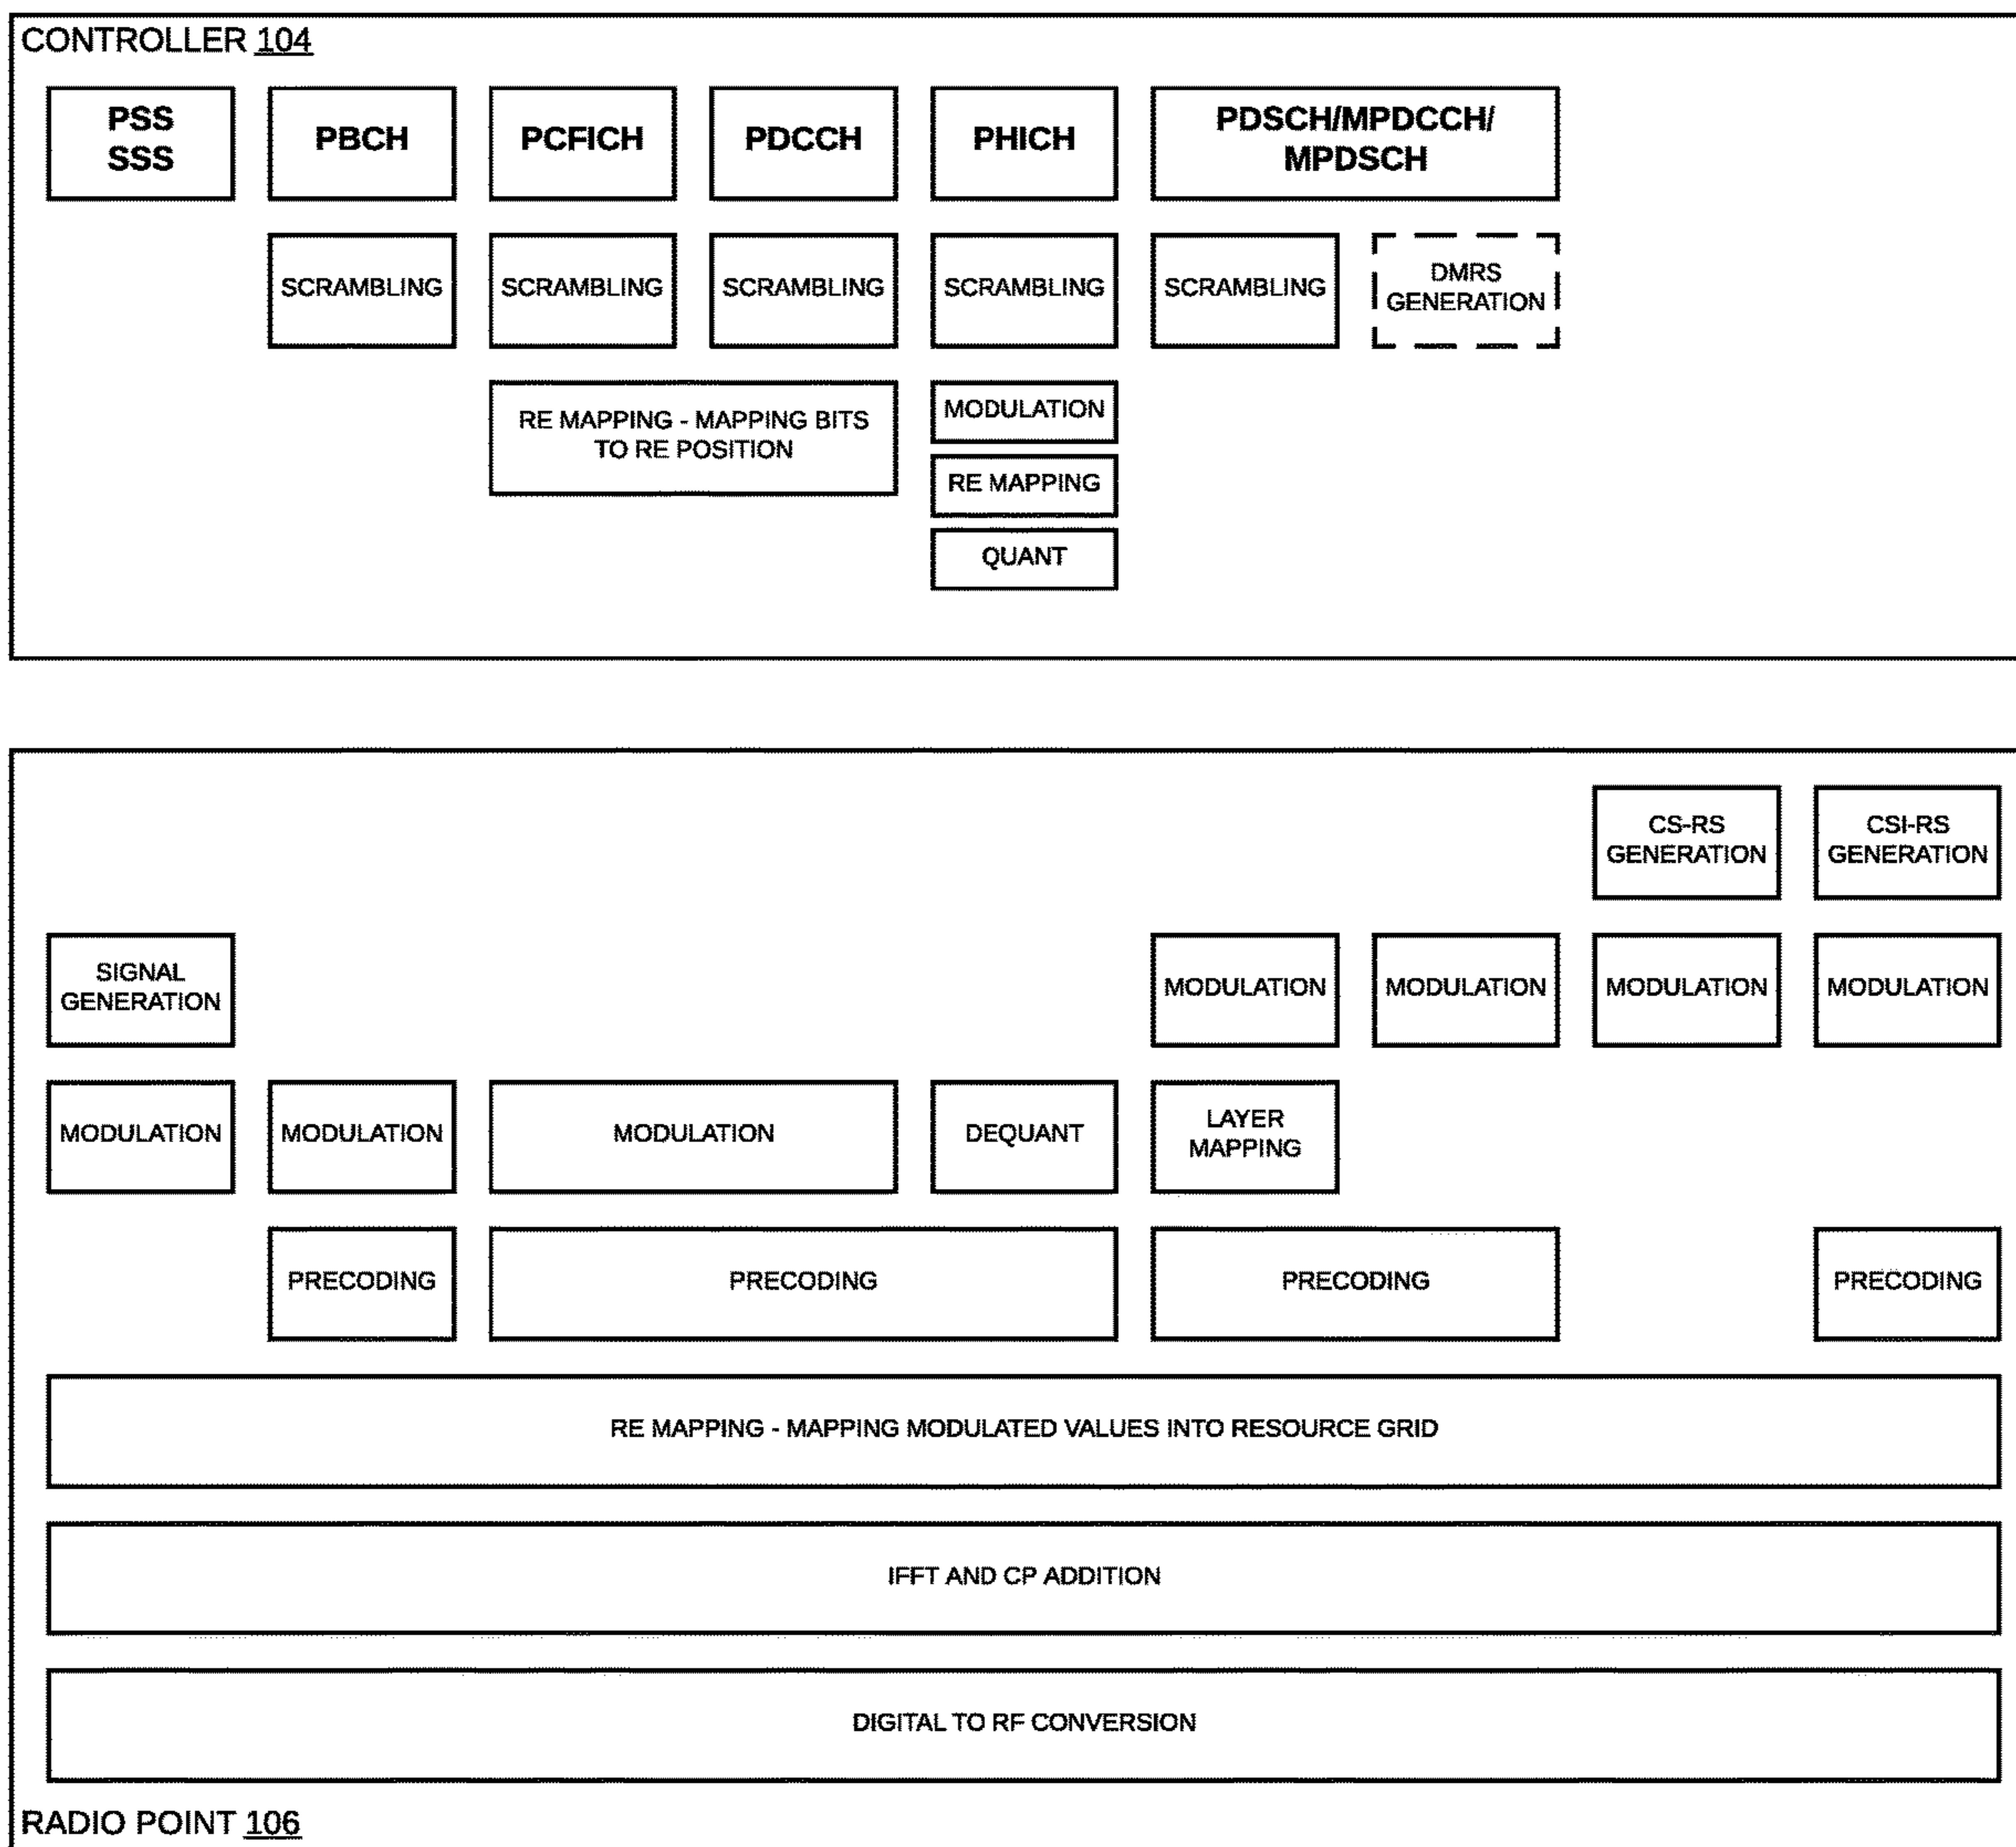 CONTROLLER 104
PSS
SSS
PBCH
PCFICH
PDCCH
PHICH
PDSCH/MPDCCH/
MPDSCH
SCRAMBLING
SCRAMBLING
SCRAMBLING
SCRAMBLING
SCRAMBLING
DMRS
GENERATION
RE MAPPING - MAPPING BITS
TO RE POSITION
MODULATION
RE MAPPING
QUANT
CS-RS
GENERATION
CSI-RS
GENERATION
SIGNAL
GENERATION
MODULATION
MODULATION
MODULATION
MODULATION
MODULATION
MODULATION
MODULATION
DEQUANT
LAYER
MAPPING
PRECODING
PRECODING
PRECODING
PRECODING
RE MAPPING - MAPPING MODULATED VALUES INTO RESOURCE GRID
IFFT AND CP ADDITION
DIGITAL TO RF CONVERSION
RADIO POINT 106